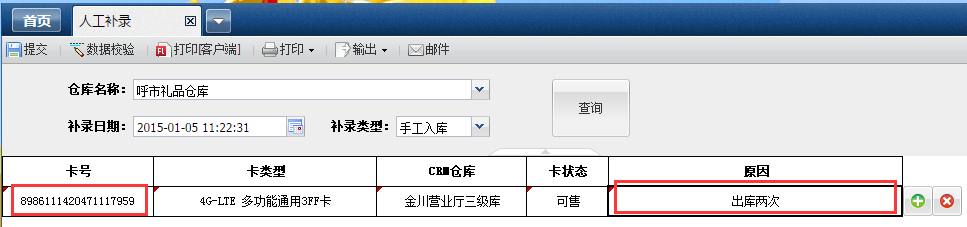 首页 人工补录
提交 数据校验 打印[客户端] 打印 输出 邮件
仓库名称： 呼市礼品仓库
查询
补录日期： 2015-01-05 11:22:31 补录类型： 手工入库
卡号 卡类型 CRM仓库 卡状态 原因
8986111420471117959 4G-LTE 多功能通用3FF卡 金川营业厅三级库 可售 出库两次